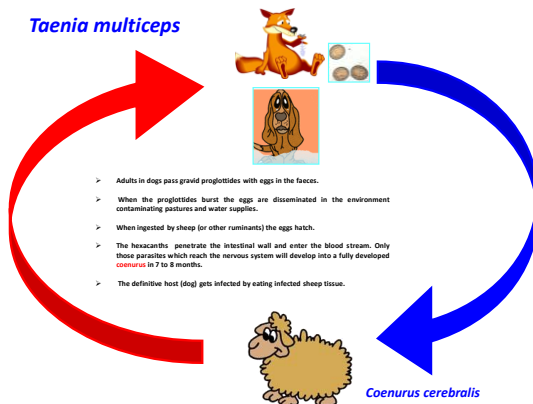 Taenia multiceps
➢ Adults in dogs pass gravid proglottides with eggs in the faeces.
➢ When the proglottides burst the eggs are disseminated in the environment
contaminating pastures and water supplies.
➢ When ingested by sheep (or other ruminants) the eggs hatch.
➢ The hexacanths penetrate the intestinal wall and enter the blood stream. Only
those parasites which reach the nervous system will develop into a fully developed
coenurus in 7 to 8 months.
➢ The definitive host (dog) gets infected by eating infected sheep tissue.
Coenurus cerebralis